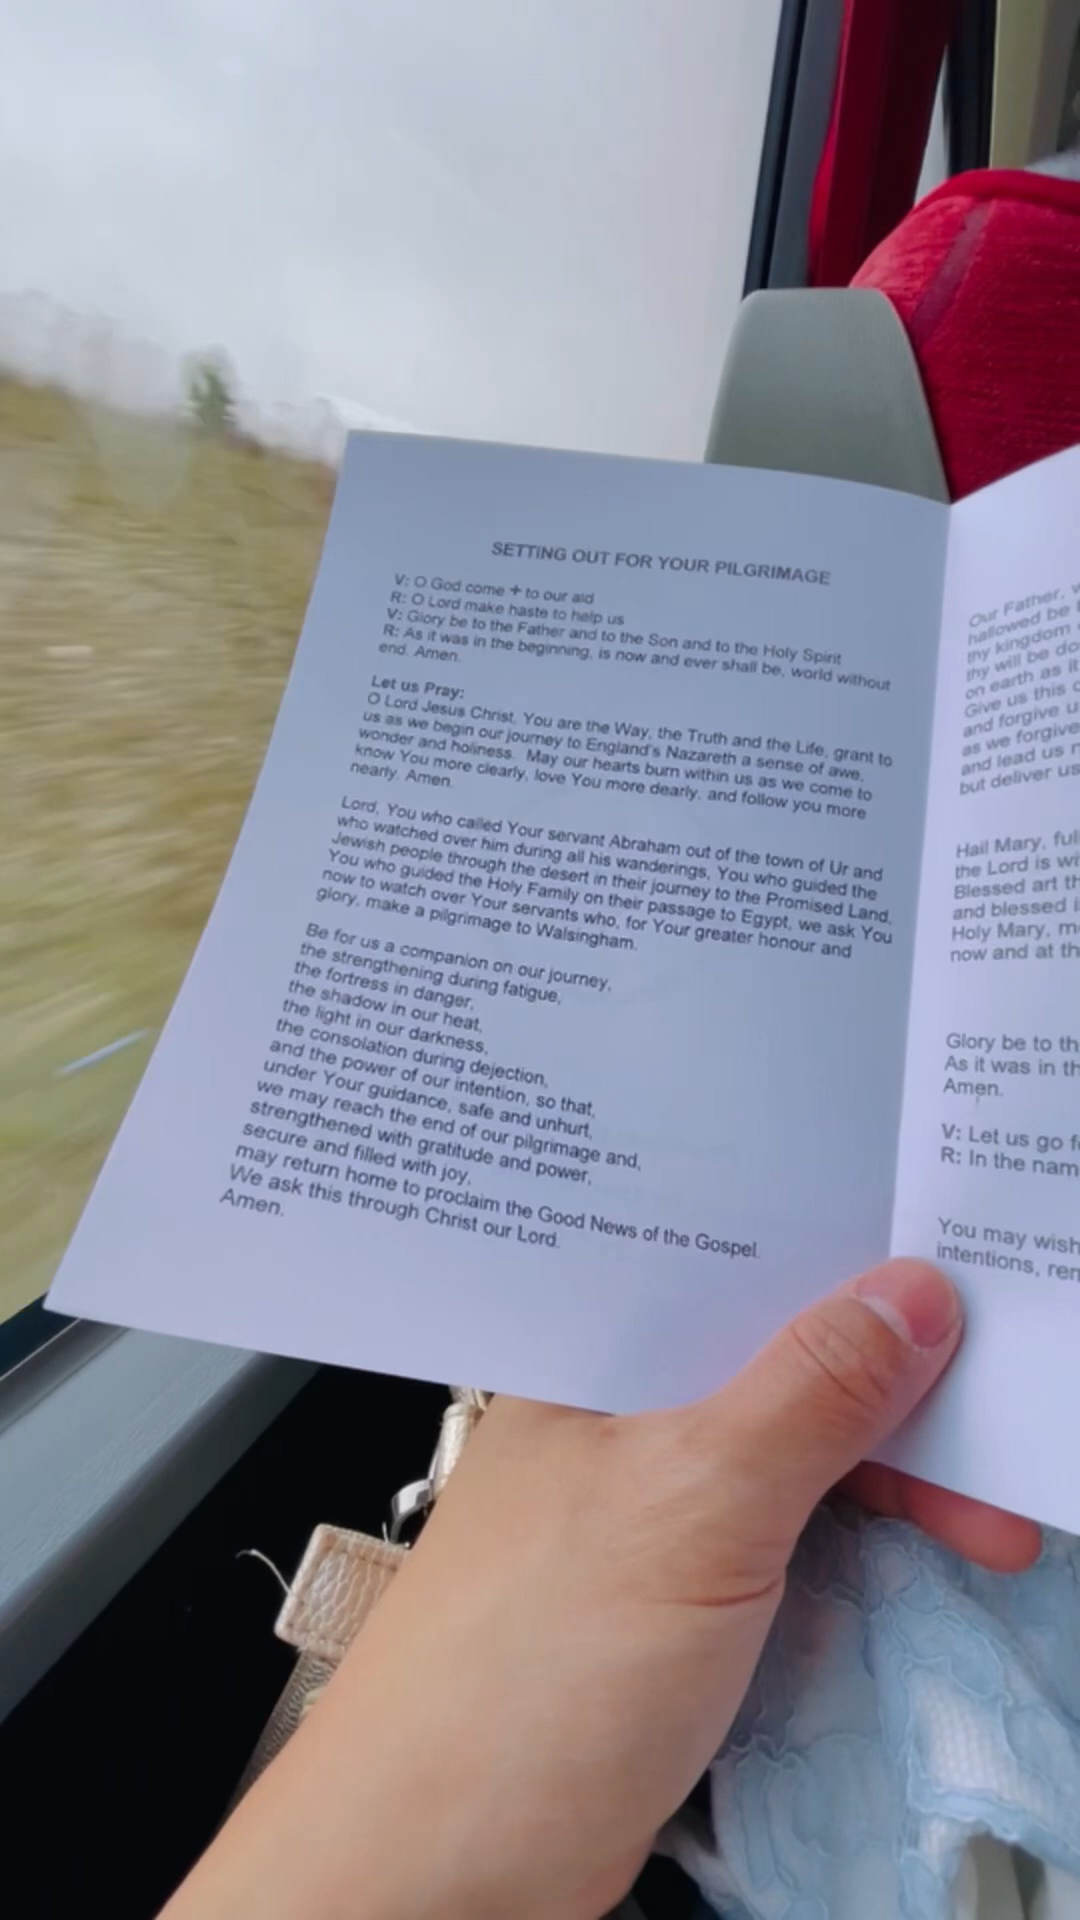 SETTING OUT FOR YOUR PILGRIMAGE
V: O God come + to our aid
R: O Lord make haste to help us
V: Glory be to the Father and to the Son and to the Holy Spirit
R: As it was in the beginning, is now and ever shall be, world without
end. Amen.
Let us Pray:
O Lord Jesus Christ, You are the Way, the Truth and the Life, grant to
us as we begin our journey to England's Nazareth a sense of awe,
wonder and holiness. May our hearts burn within us as we come to
know You more clearly, love You more dearly, and follow you more
nearly. Amen.
Lord, You who called Your servant Abraham out of the town of Ur and
who watched over him during all his wanderings, You who guided the
Jewish people through the desert in their journey to the Promised Land,
You who guided the Holy Family on their passage to Egypt, we ask You
now to watch over Your servants who, for Your greater honour and
glory, make a pilgrimage to Walsingham.
Be for us a companion on our journey,
the strengthening during fatigue,
the fortress in danger,
the shadow in our heat,
the light in our darkness,
the consolation during dejection,
and the power of our intention, so that,
under Your guidance, safe and unhurt,
we may reach the end of our pilgrimage and,
strengthened with gratitude and power,
secure and filled with joy,
may return home to proclaim the Good News of the Gospel.
We ask this through Christ our Lord.
Amen.
Our Father,
hallowed be
thy kingdom
thy will be
on earth as it
Give us this
and forgive
as we forgive
and lead us
but deliver us
Hail Mary,
the Lord is
Blessed art
and blessed
Holy Mary,
now and at
Glory be to
As it was in
Amen.
V: Let us go
R: In the
You may wish
intentions,